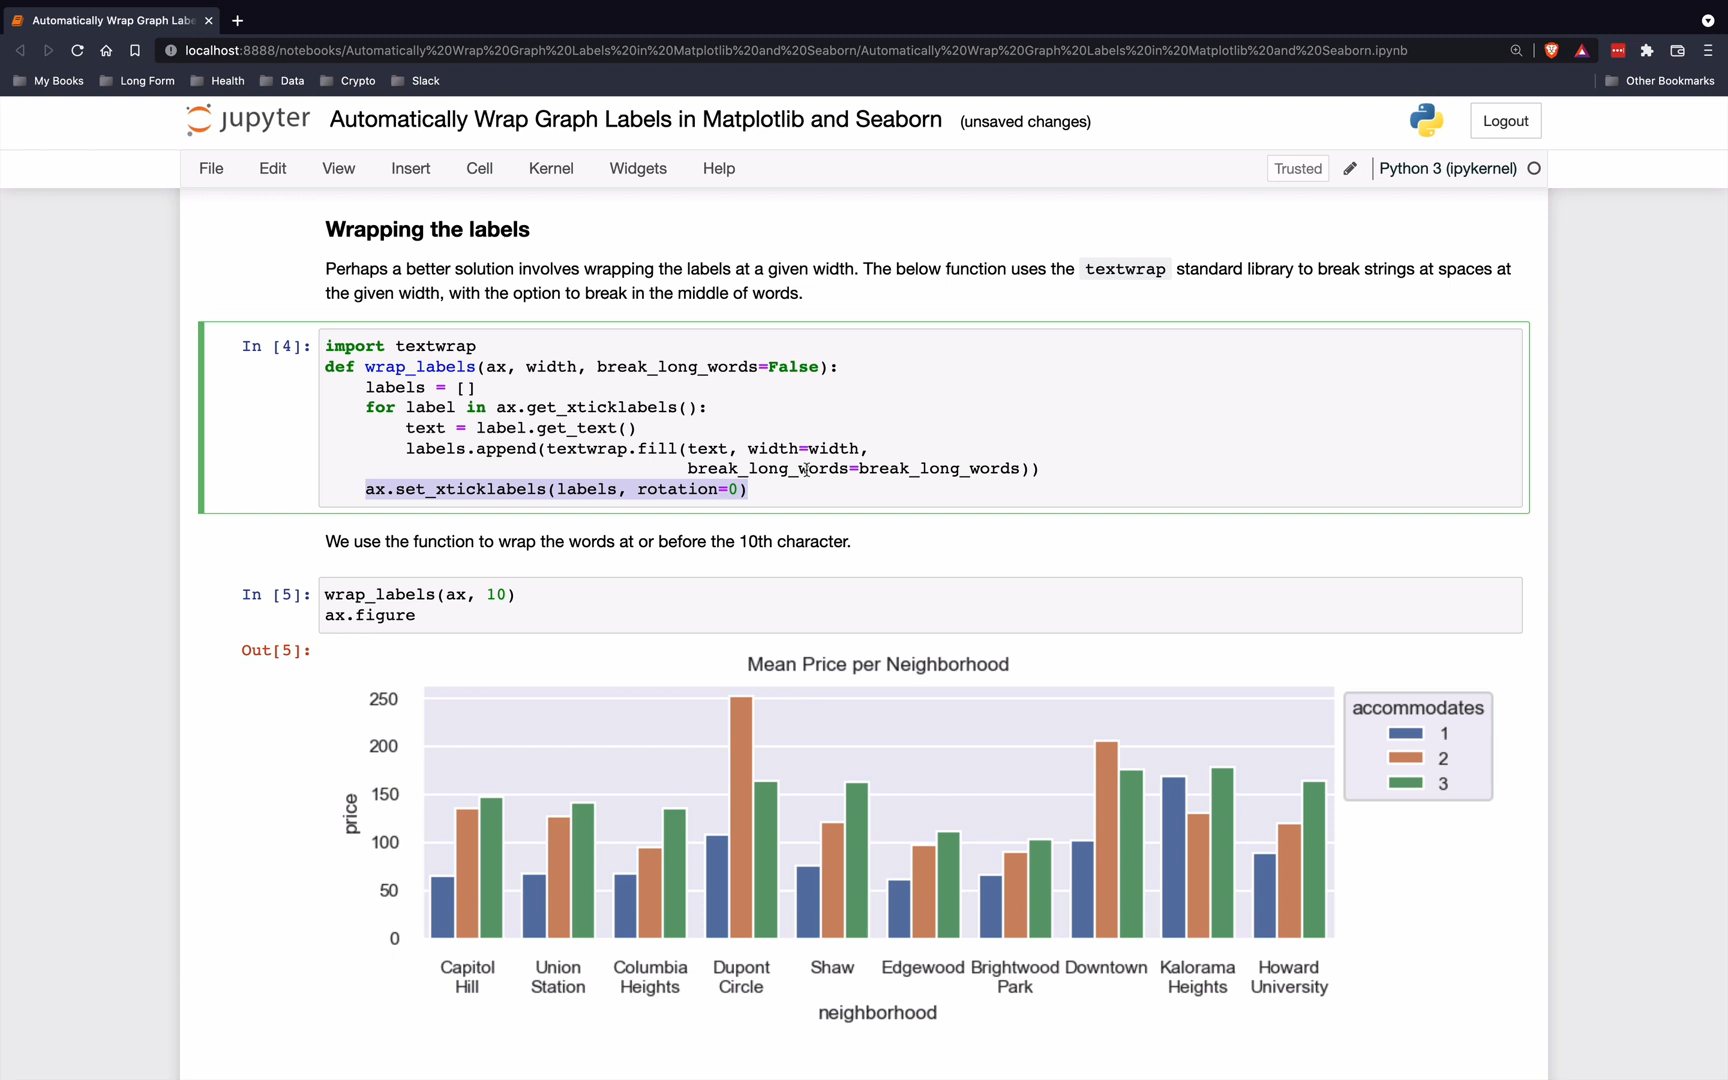 Automatically Wrap Graph Labe
localhost:8888/notebooks/Automatically%20Wrap%20Graph%20Labels%20in%20Matplotlib%20and%20Seaborn/Automatically%20Wrap%20Graph%20Labels%20in%20Matplotlib%20and%20Seaborn.ipynb
My Books Long Form Health Data Crypto Slack Other Bookmarks
jupyter Automatically Wrap Graph Labels in Matplotlib and Seaborn (unsaved changes) Logout
File Edit View Insert Cell Kernel Widgets Help Trusted Python 3 (ipykernel)
Wrapping the labels
Perhaps a better solution involves wrapping the labels at a given width. The below function uses the textwrap standard library to break strings at spaces at
the given width, with the option to break in the middle of words.
In [4]: import textwrap
def wrap_labels(ax, width, break_long_words=False):
labels = []
for label in ax.get_xticklabels():
text = label.get_text()
labels.append(textwrap.fill(text, width=width,
break_long_words=break_long_words))
ax.set_xticklabels(labels, rotation=0)
We use the function to wrap the words at or before the 10th character.
In [5]: wrap_labels(ax, 10)
ax.figure
Out[5]:
Mean Price per Neighborhood
250
200
150
100
50
0
price
accommodates
1
2
3
Capitol Union Columbia Dupont Shaw Edgewood Brightwood Downtown Kalorama Howard
Hill Station Heights Circle Park Heights University
neighborhood